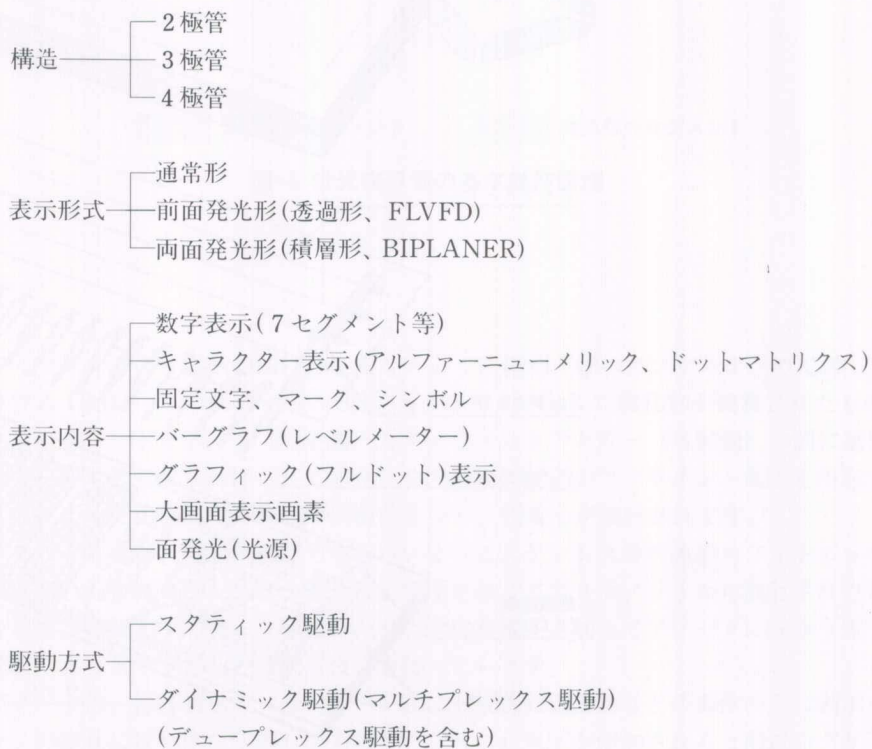 2極管
構造
3極管
4極管
通常形
表示形式
前面発光形(透過形、FLVFD)
両面発光形(積層形、BIPLANER)
数字表示(7セグメント等)
キャラクター表示(アルファーニューメリック、ドットマトリクス)
固定文字、マーク、シンボル
表示内容
バーグラフ(レベルメーター)
グラフィック(フルドット)表示
大画面表示画素
面発光(光源)
スタティック駆動
駆動方式
ダイナミック駆動(マルチプレックス駆動)
(デュープレックス駆動を含む)